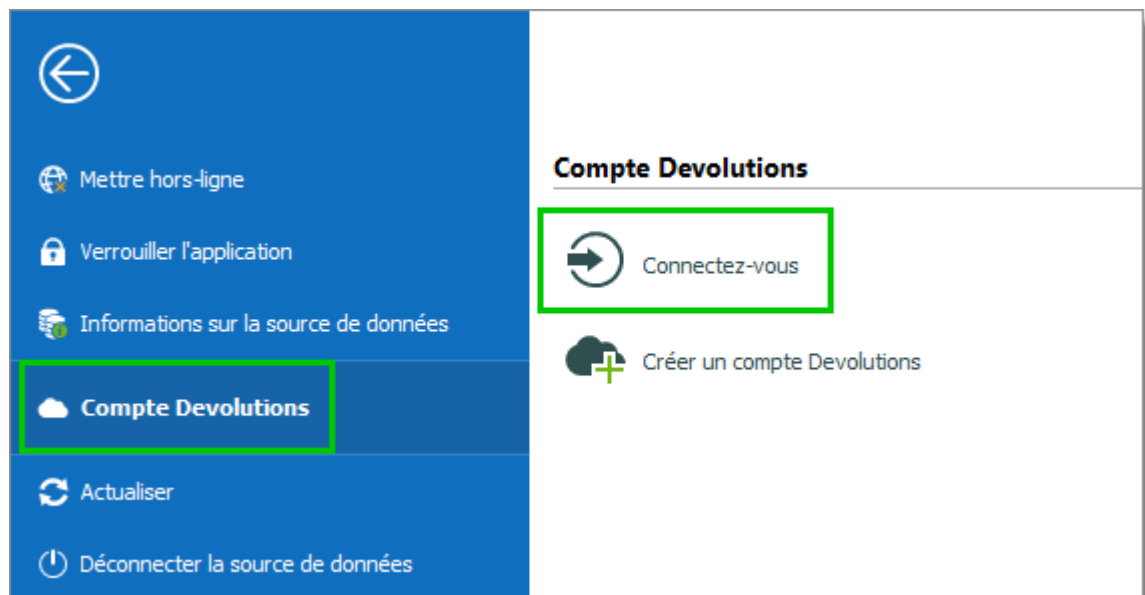 Mettre hors-ligne
Verrouiller l'application
Informations sur la source de données
Compte Devolutions
Actualiser
Déconnecter la source de données
Compte Devolutions
Connectez-vous
Créer un compte Devolutions